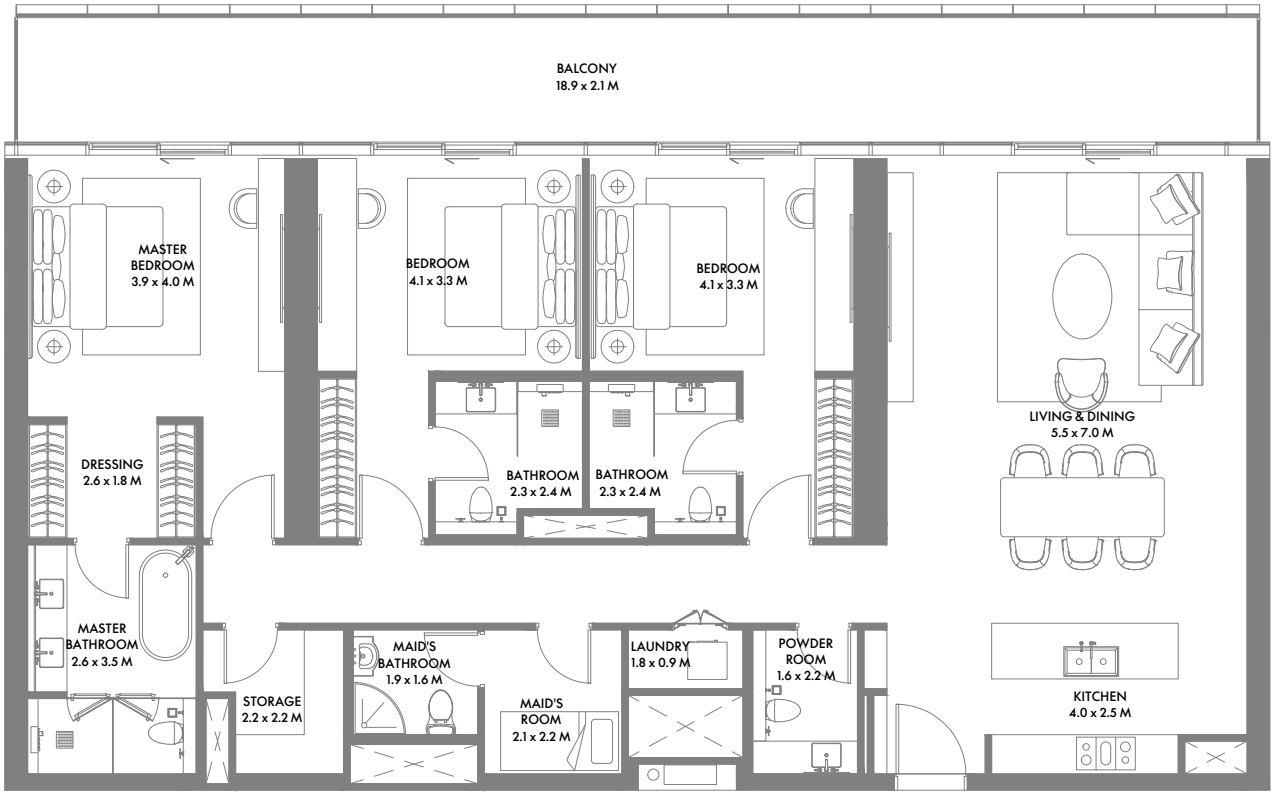 BALCONY
18.9 x 2.1 M
MASTER
BEDROOM
3.9 x 4.0 M
BEDROOM
4.1 x 3.3 M
BEDROOM
4.1 x 3.3 M
LIVING & DINING
5.5 x 7.0 M
DRESSING
2.6 x 1.8 M
BATHROOM
2.3 x 2.4 M
BATHROOM
2.3 x 2.4 M
MASTER
BATHROOM
2.6 x 3.5 M
MAID'S
BATHROOM
1.9 x 1.6 M
LAUNDRY
1.8 x 0.9 M
POWDER
ROOM
1.6 x 2.2 M
STORAGE
2.2 x 2.2 M
MAID'S
ROOM
2.1 x 2.2 M
KITCHEN
4.0 x 2.5 M